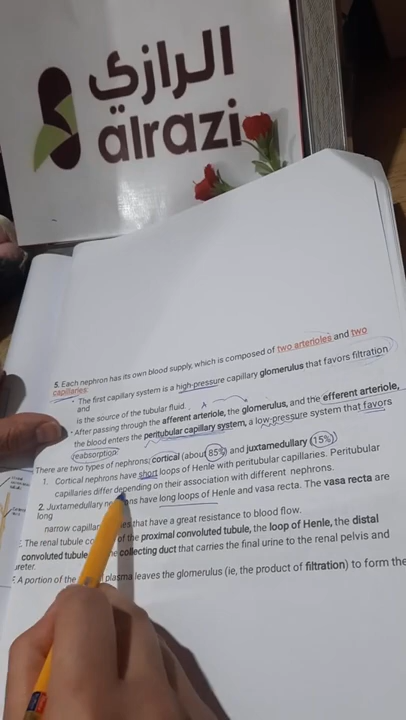 الرازي
alrazi
5. Each nephron has its own blood supply, which is composed of two arterioles and two
capillaries:
• The first capillary system is a high-pressure capillary glomerulus that favors filtration
and
is the source of tubular fluid.
• After passing through the afferent arteriole, the glomerulus, and the efferent arteriole,
the blood enters the peritubular capillary system, a low-pressure system that favors
reabsorption
There are two types of nephrons; cortical (about 85%) and juxtamedullary (15%)
1. Cortical nephrons have short loops of Henle with peritubular capillaries. Peritubular
capillaries differ depending on their association with different nephrons.
2. Juxtamedullary have long loops of Henle and vasa recta. The vasa recta are
long
narrow that have a great resistance to blood flow.
The renal tubule of the proximal convoluted tubule, the loop of Henle, the distal
convoluted tubule collecting duct that carries the final urine to the renal pelvis and
A portion of the plasma leaves the glomerulus (ie, the product of filtration) to form the